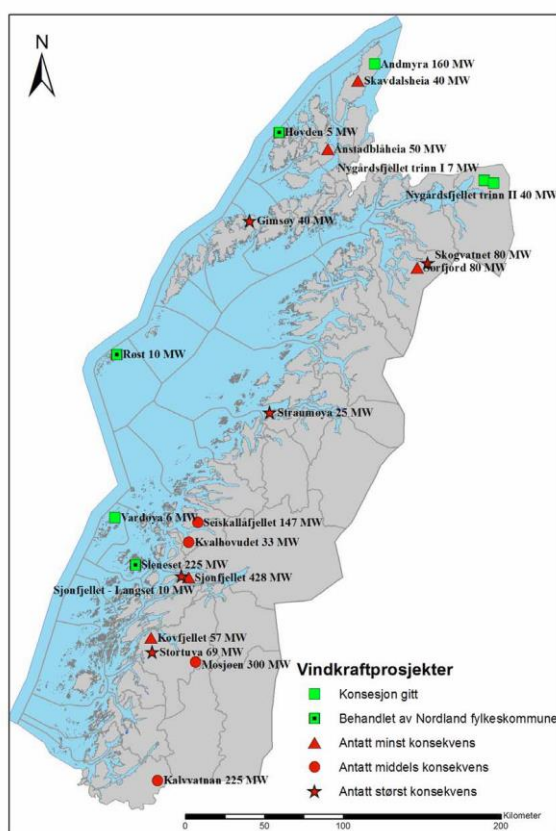 N
Andmyra 160 MW
Skavdalsheia 40 MW
Hovden 5 MW
Ånstadblåheia 50 MW
Nygårdsfjellet trinn I 7 MW
Nygårdsfjellet trinn II 40 MW
Gimsøy 40 MW
Skogvatnet 80 MW
Sørfjord 80 MW
Røst 10 MW
Straumøya 25 MW
Vardøya 6 MW
Seiskallåfjellet 147 MW
Kvalhovudet 33 MW
Sleneset 225 MW
Sjonfjellet 428 MW
Sjonfjellet - Langset 10 MW
Kovfjellet 57 MW
Stortuva 69 MW
Mosjøen 300 MW
Kalvvatnan 225 MW
Vindkraftprosjekter
Konsesjon gitt
Behandlet av Nordland fylkeskommune
Antatt minst konsekvens
Antatt middels konsekvens
Antatt størst konsekvens
Kilometer
0 50 100 200